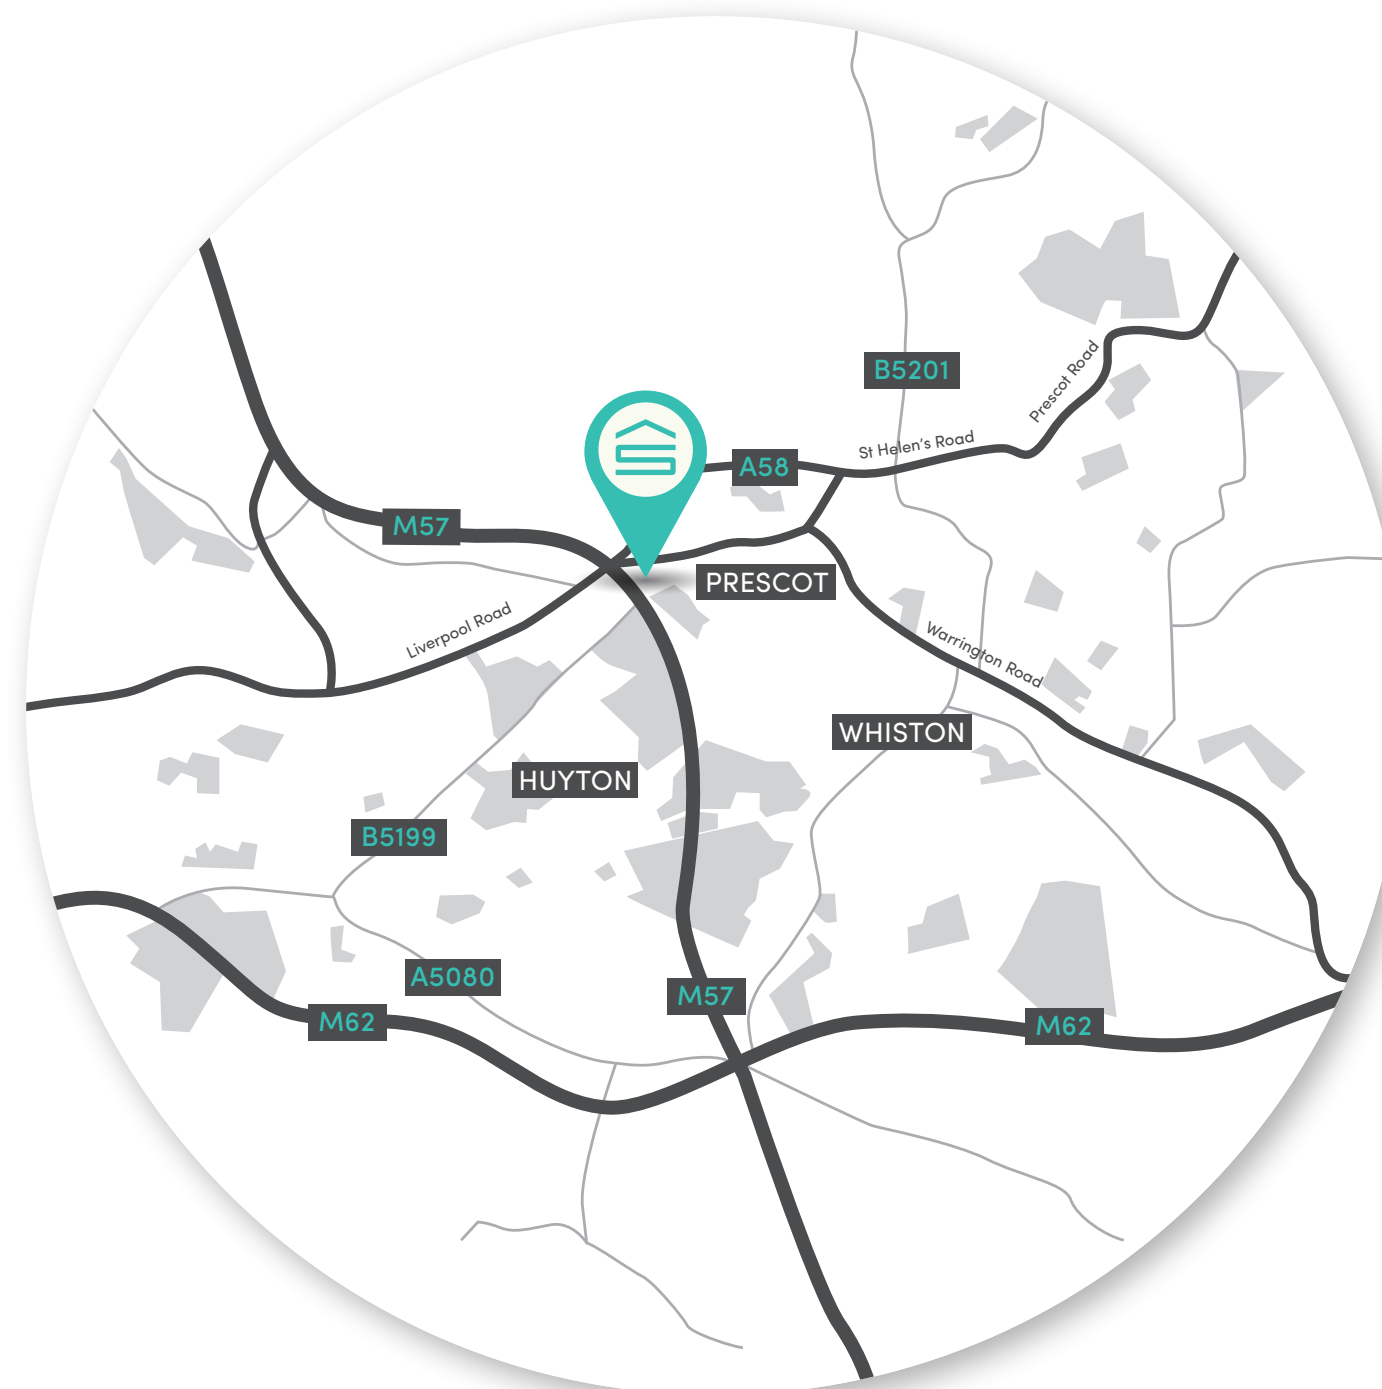 B5201
Prescot Road
St Helen's Road
A58
M57
PRESCOT
Liverpool Road
Warrington Road
WHISTON
HUYTON
B5199
A5080
M57
M62
M62